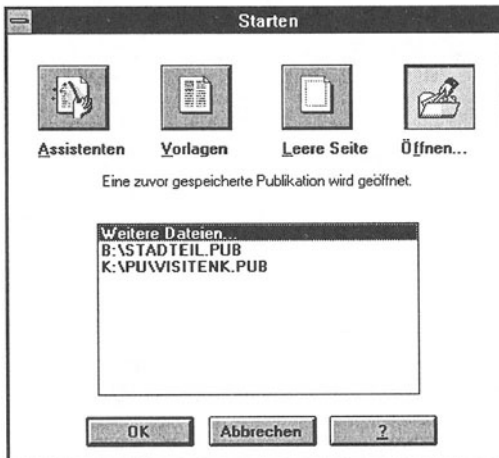 Starten
Assistenten Vorlagen Leere Seite Öffnen...
Eine zuvor gespeicherte Publikation wird geöffnet.
Weitere Dateien...
B:\STADTEIL.PUB
K:\PU\VISITENK.PUB
OK Abbrechen ?